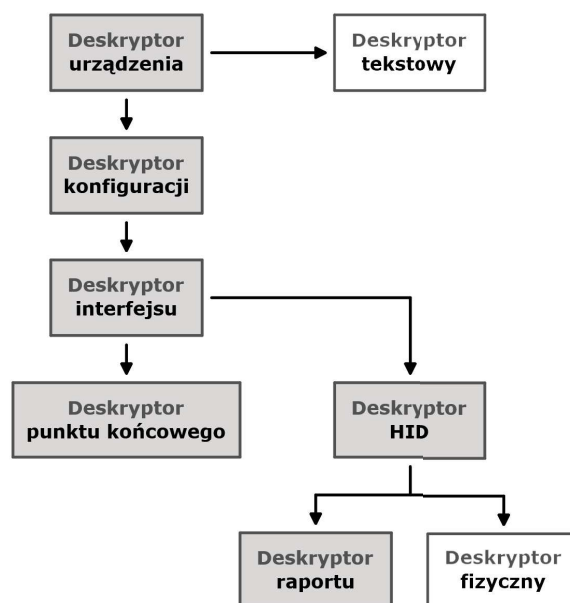 Deskryptor
urządzenia
Deskryptor
tekstowy
Deskryptor
konfiguracji
Deskryptor
interfejsu
Deskryptor
punktu końcowego
Deskryptor
HID
Deskryptor
raportu
Deskryptor
fizyczny